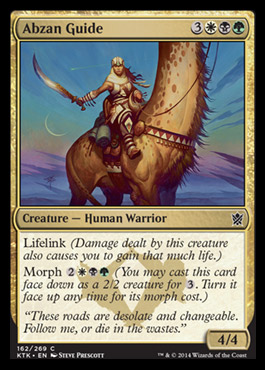 Abzan Guide 3
Creature — Human Warrior
Lifelink (Damage dealt by this creature
also causes you to gain that much life.)
Morph 2 (You may cast this card
face down as a 2/2 creature for 3. Turn it
face up any time for its morph cost.)
"These roads are desolate and changeable.
Follow me, or die in the wastes."
4/4
162/269 C
KTK • EN STEVE PRESCOTT ™ & © 2014 Wizards of the Coast